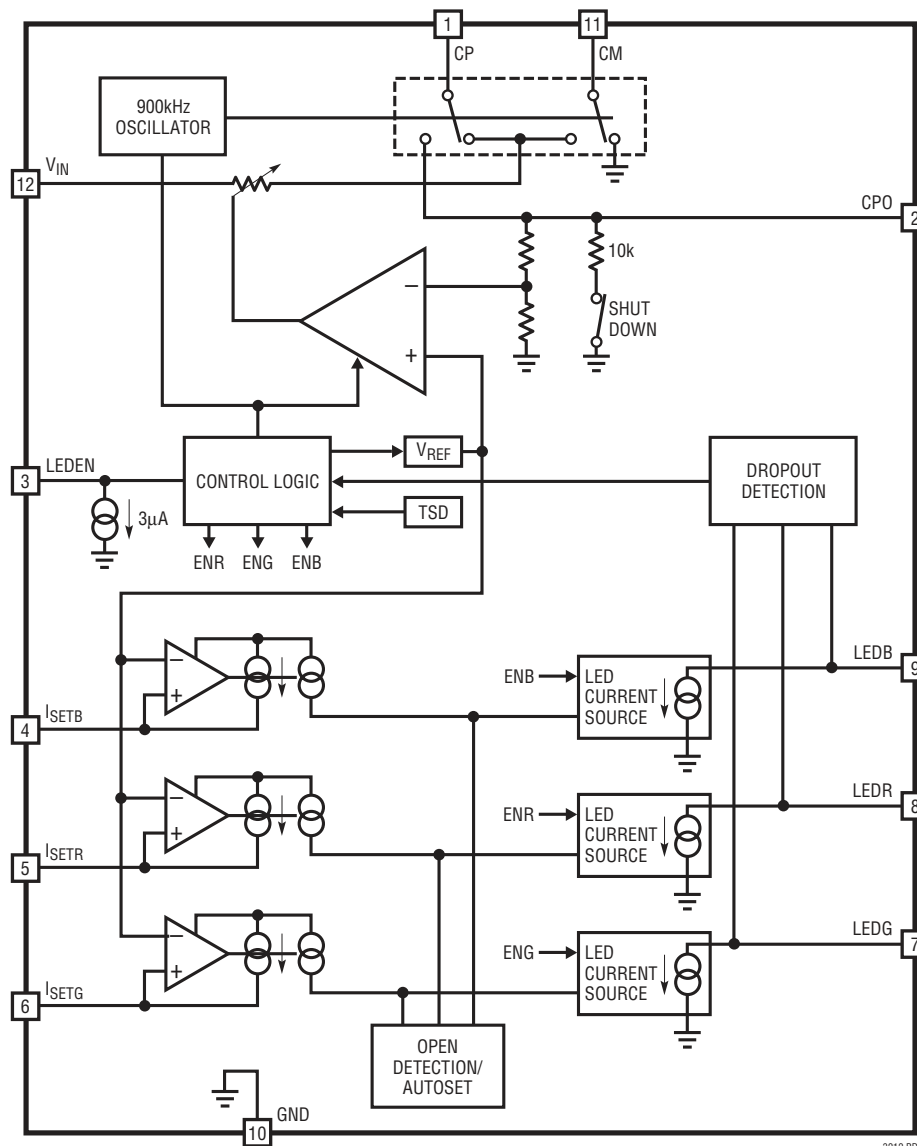 1
11
CP
CM
900kHz
OSCILLATOR
VIN
12
CPO
2
10k
−
SHUT
DOWN
+
3
LEDEN
CONTROL LOGIC
VREF
DROPOUT
DETECTION
3µA
TSD
ENR
ENG
ENB
−
+
ENB
LED
CURRENT
SOURCE
LEDB
9
ISETB
4
−
+
ENR
LED
CURRENT
SOURCE
LEDR
8
ISETR
5
−
+
ENG
LED
CURRENT
SOURCE
LEDG
7
ISETG
6
OPEN
DETECTION/
AUTOSET
GND
10